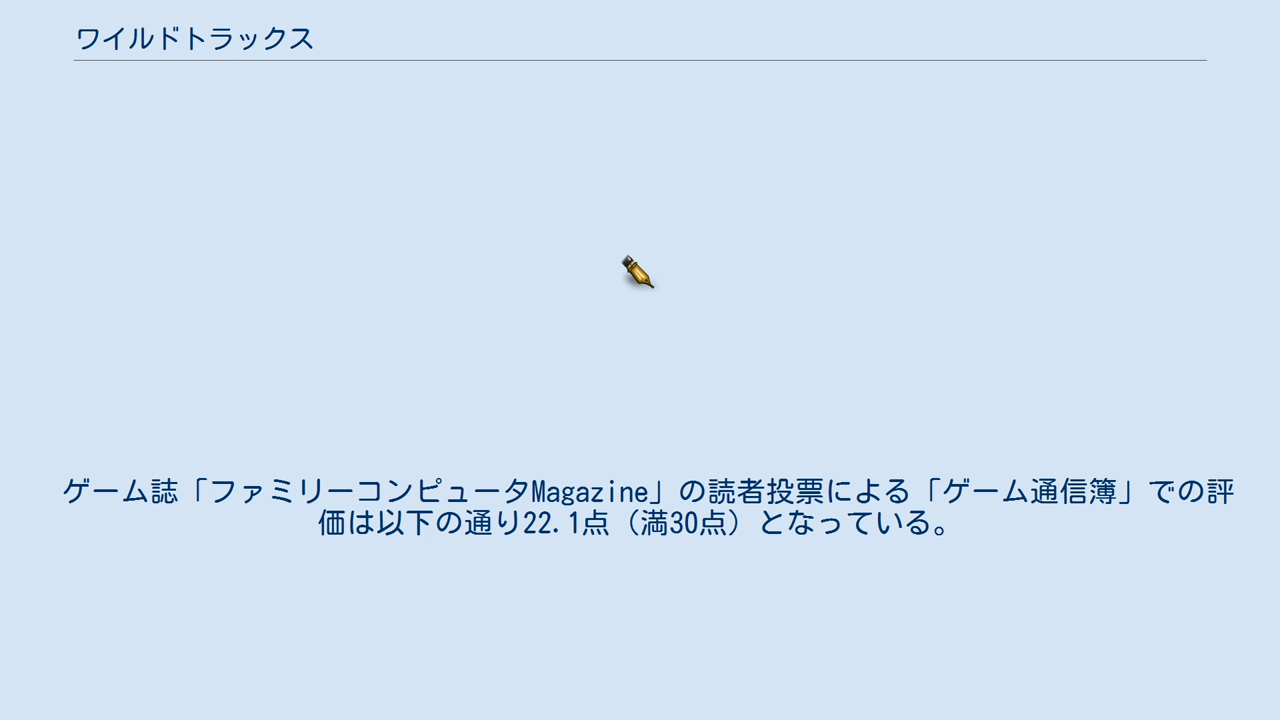 ワイルドトラックス
ゲーム誌「ファミリーコンピュータMagazine」の読者投票による「ゲーム通信簿」での評
価は以下の通り22.1点（満30点）となっている。